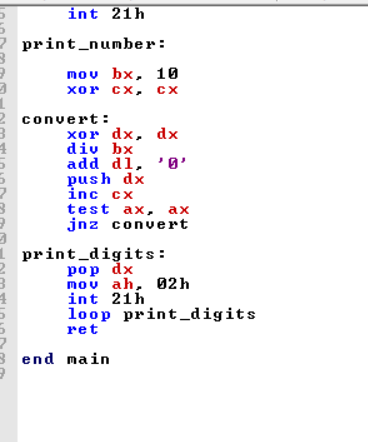 int 21h
print_number:
mov bx, 10
xor cx, cx
convert:
xor dx, dx
div bx
add dl, '0'
push dx
inc cx
test ax, ax
jnz convert
print_digits:
pop dx
mov ah, 02h
int 21h
loop print_digits
ret
end main